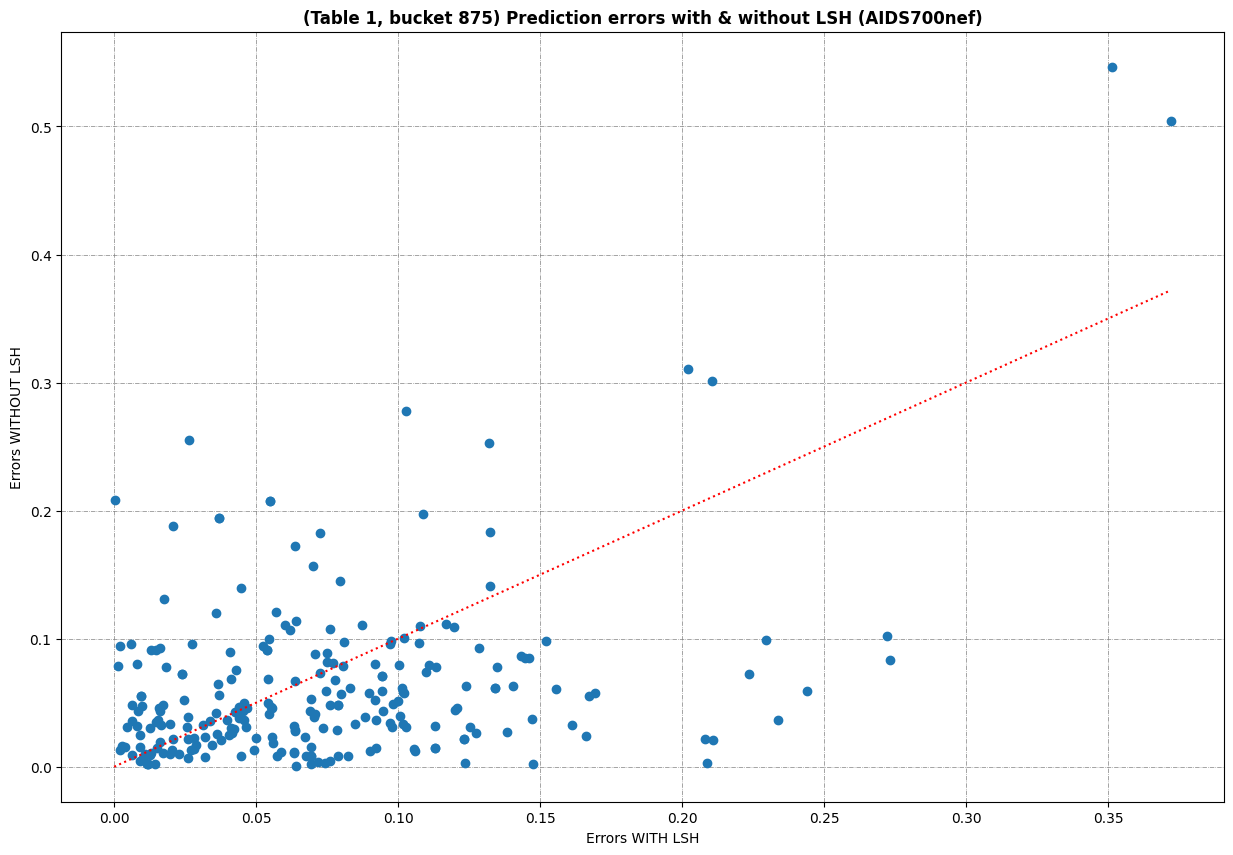 (Table 1, bucket 875) Prediction errors with & without LSH (AIDS700nef)
Errors WITHOUT LSH
0.5
0.4
0.3
0.2
0.1
0.0
0.00 0.05 0.10 0.15 0.20 0.25 0.30 0.35
Errors WITH LSH